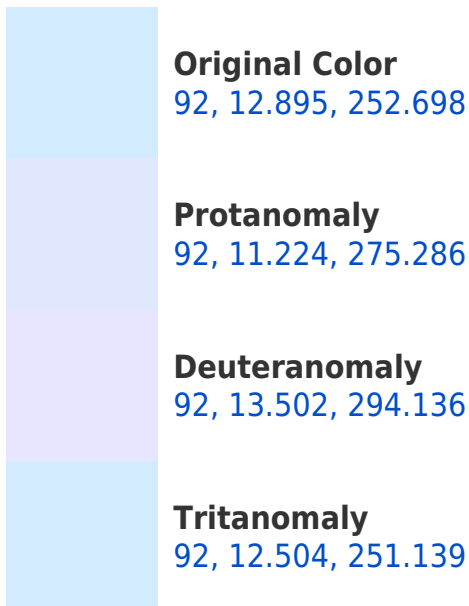 Original Color
92, 12.895, 252.698
Protanomaly
92, 11.224, 275.286
Deuteranomaly
92, 13.502, 294.136
Tritanomaly
92, 12.504, 251.139